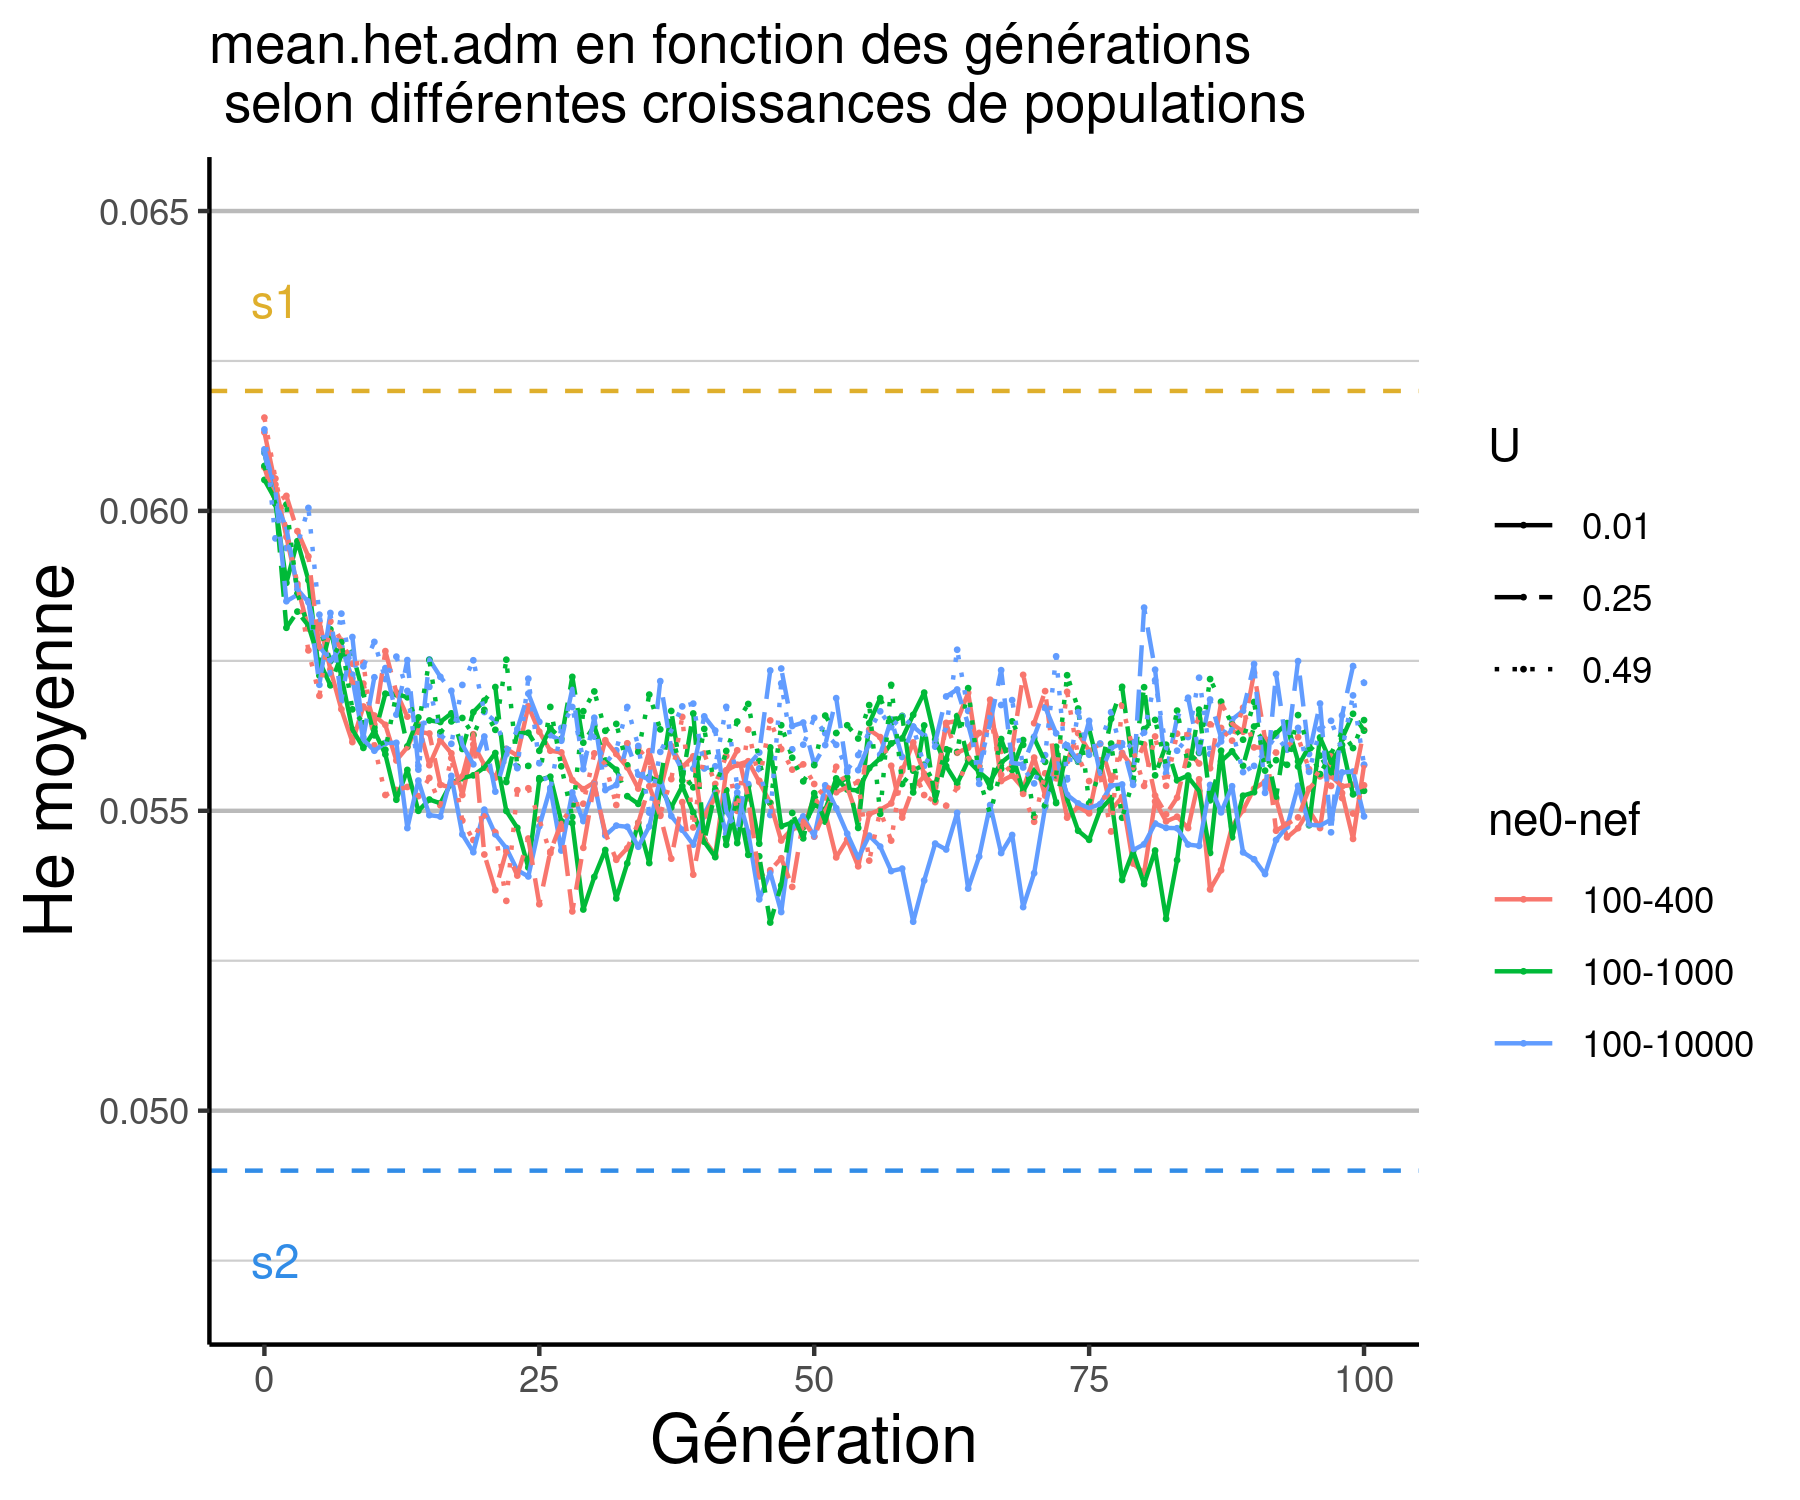 mean.het.adm en fonction des générations
selon différentes croissances de populations
He moyenne
0.065
0.060
0.055
0.050
s1
s2
0
25
50
75
100
Génération
U
0.01
0.25
0.49
ne0-nef
100-400
100-1000
100-10000